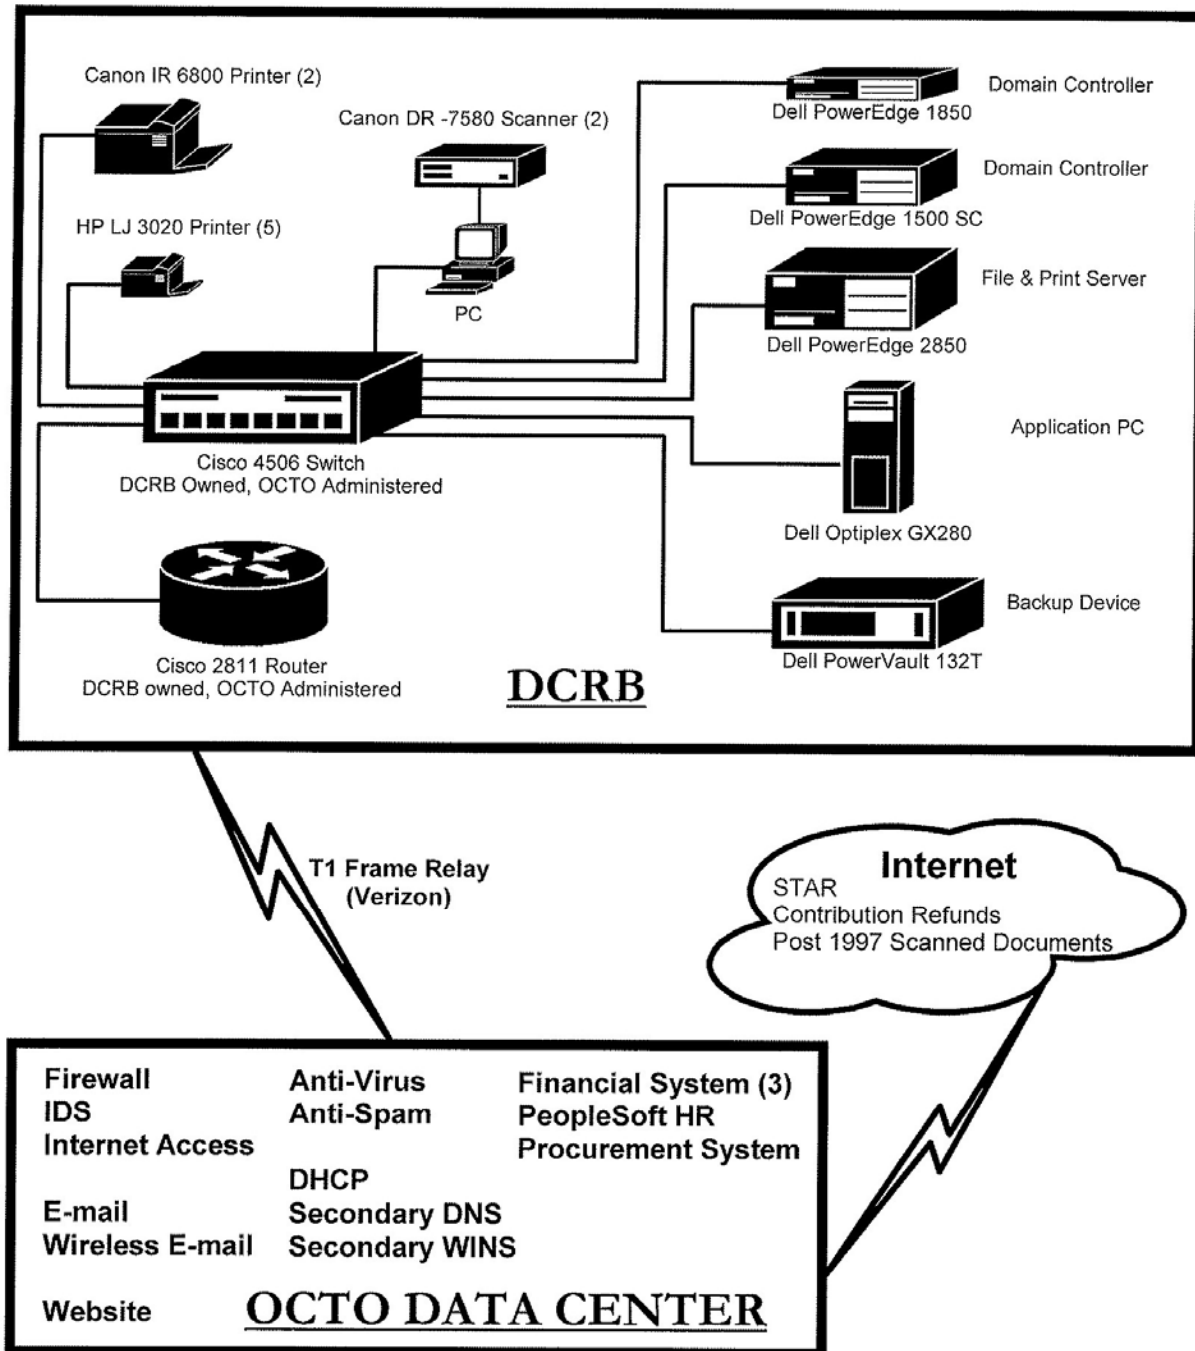 Canon IR 6800 Printer (2)
Canon DR -7580 Scanner (2)
HP LJ 3020 Printer (5)
PC
Cisco 4506 Switch
DCRB Owned, OCTO Administered
Cisco 2811 Router
DCRB owned, OCTO Administered
Domain Controller
Dell PowerEdge 1850
Domain Controller
Dell PowerEdge 1500 SC
File & Print Server
Dell PowerEdge 2850
Application PC
Dell Optiplex GX280
Backup Device
Dell PowerVault 132T
DCRB
T1 Frame Relay
(Verizon)
Internet
STAR
Contribution Refunds
Post 1997 Scanned Documents
Firewall
IDS
Internet Access
E-mail
Wireless E-mail
Website
Anti-Virus
Anti-Spam
DHCP
Secondary DNS
Secondary WINS
Financial System (3)
PeopleSoft HR
Procurement System
OCTO DATA CENTER